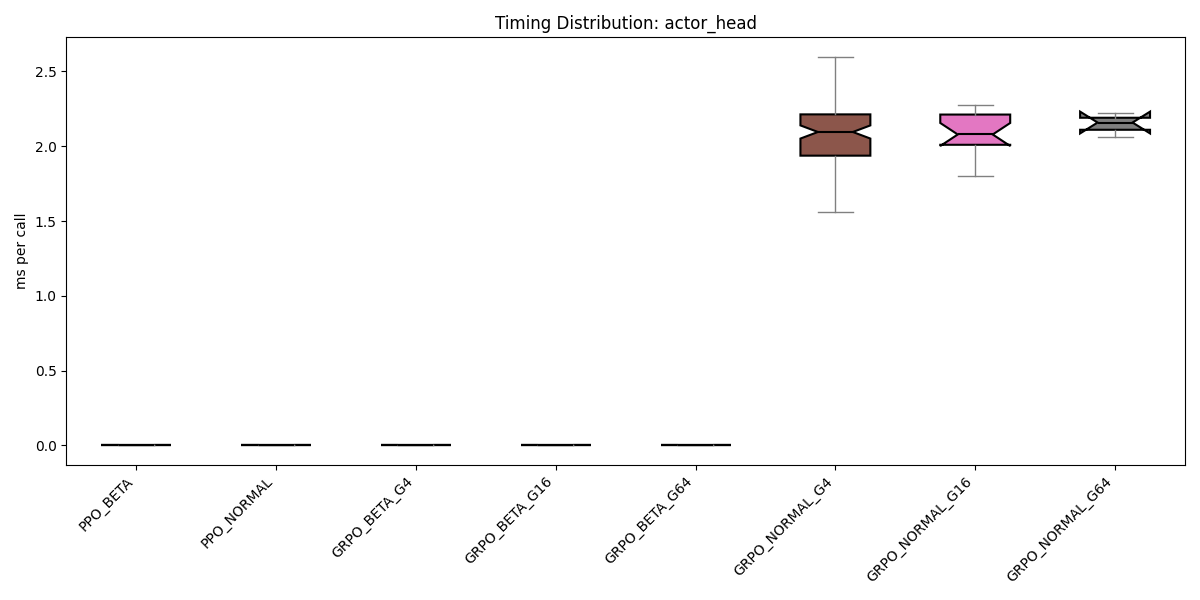 Timing Distribution: actor_head
ms per call
2.5
2.0
1.5
1.0
0.5
0.0
PPO_BETA
PPO_NORMAL
GRPO_BETA_G4
GRPO_BETA_G16
GRPO_BETA_G64
GRPO_NORMAL_G4
GRPO_NORMAL_G16
GRPO_NORMAL_G64